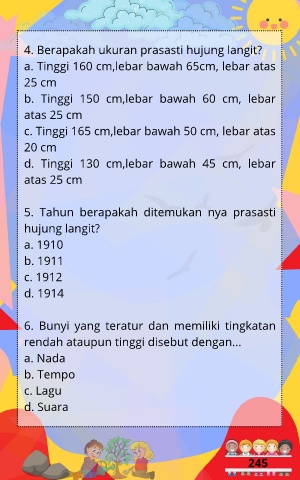 4. Berapakah ukuran prasasti hujung langit?
a. Tinggi 160 cm,lebar bawah 65cm, lebar atas
25 cm
b. Tinggi 150 cm,lebar bawah 60 cm, lebar
atas 25 cm
c. Tinggi 165 cm,lebar bawah 50 cm, lebar atas
20 cm
d. Tinggi 130 cm,lebar bawah 45 cm, lebar
atas 25 cm
5. Tahun berapakah ditemukan nya prasasti
hujung langit?
a. 1910
b. 1911
c. 1912
d. 1914
6. Bunyi yang teratur dan memiliki tingkatan
rendah ataupun tinggi disebut dengan...
a. Nada
b. Tempo
c. Lagu
d. Suara
245